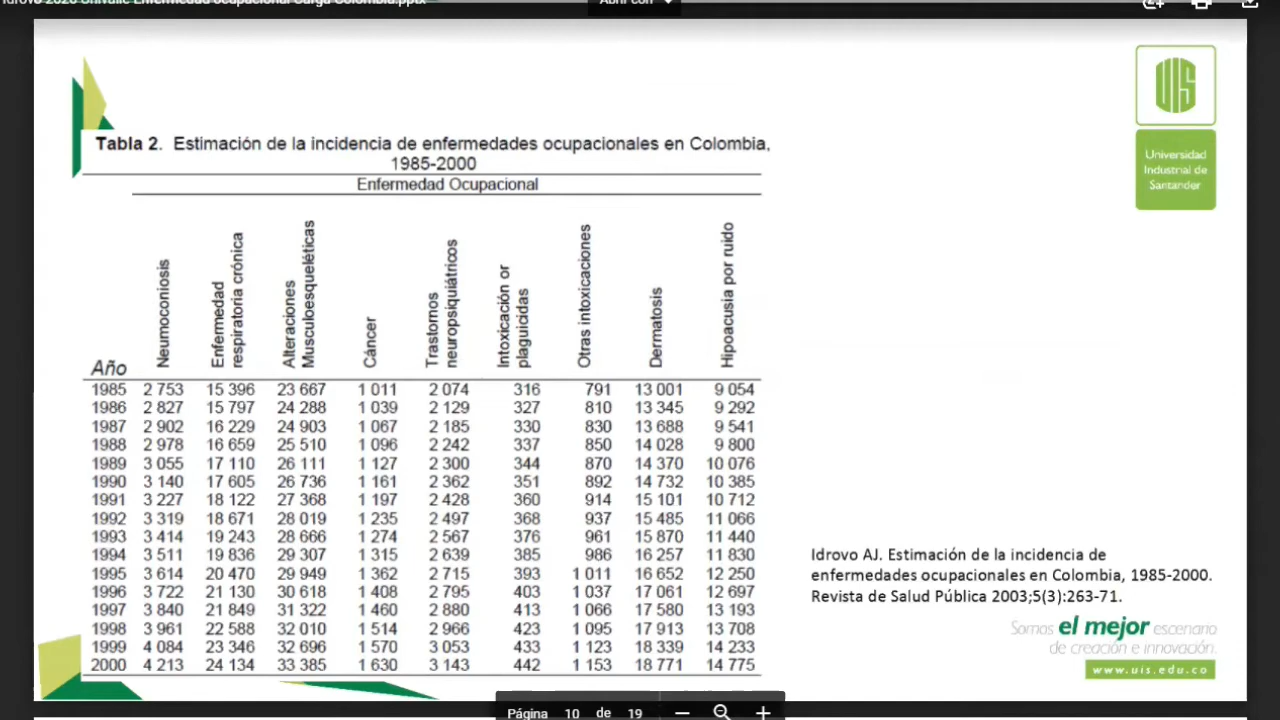 Idrovo 2020 Univalle Enfermedad ocupacional Carga Colombia.pptx
Abrir con
UIS
Universidad
Industrial de
Santander
Tabla 2. Estimación de la incidencia de enfermedades ocupacionales en Colombia,
1985-2000
Enfermedad Ocupacional
Año
Neumoconiosis
Enfermedad
respiratoria crónica
Alteraciones
Musculoesqueléticas
Cáncer
Trastornos
neuropsiquiátricos
Intoxicación or
plaguicidas
Otras intoxicaciones
Dermatosis
Hipoacusia por ruido
1985 2 753 15 396 23 667 1 011 2 074 316 791 13 001 9 054
1986 2 827 15 797 24 288 1 039 2 129 327 810 13 345 9 292
1987 2 902 16 229 24 903 1 067 2 185 330 830 13 688 9 541
1988 2 978 16 659 25 510 1 096 2 242 337 850 14 028 9 800
1989 3 055 17 110 26 111 1 127 2 300 344 870 14 370 10 076
1990 3 140 17 605 26 736 1 161 2 362 351 892 14 732 10 385
1991 3 227 18 122 27 368 1 197 2 428 360 914 15 101 10 712
1992 3 319 18 671 28 019 1 235 2 497 368 937 15 485 11 066
1993 3 414 19 243 28 666 1 274 2 567 376 961 15 870 11 440
1994 3 511 19 836 29 307 1 315 2 639 385 986 16 257 11 830
1995 3 614 20 470 29 949 1 362 2 715 393 1 011 16 652 12 250
1996 3 722 21 130 30 618 1 408 2 795 403 1 037 17 061 12 697
1997 3 840 21 849 31 322 1 460 2 880 413 1 066 17 580 13 193
1998 3 961 22 588 32 010 1 514 2 966 423 1 095 17 913 13 708
1999 4 084 23 346 32 696 1 570 3 053 433 1 123 18 339 14 233
2000 4 213 24 134 33 385 1 630 3 143 442 1 153 18 771 14 775
Idrovo AJ. Estimación de la incidencia de
enfermedades ocupacionales en Colombia, 1985-2000.
Revista de Salud Pública 2003;5(3):263-71.
Somos el mejor escenario
de creación e innovación.
www.uis.edu.co
Página 10 de 19